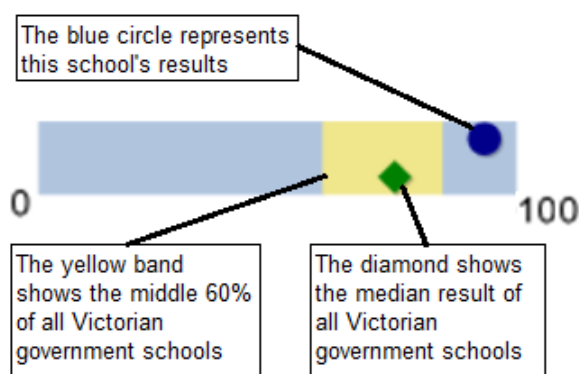 The blue circle represents
this school's results
0
100
The yellow band
shows the middle 60%
of all Victorian
government schools
The diamond shows
the median result of
all Victorian
government schools